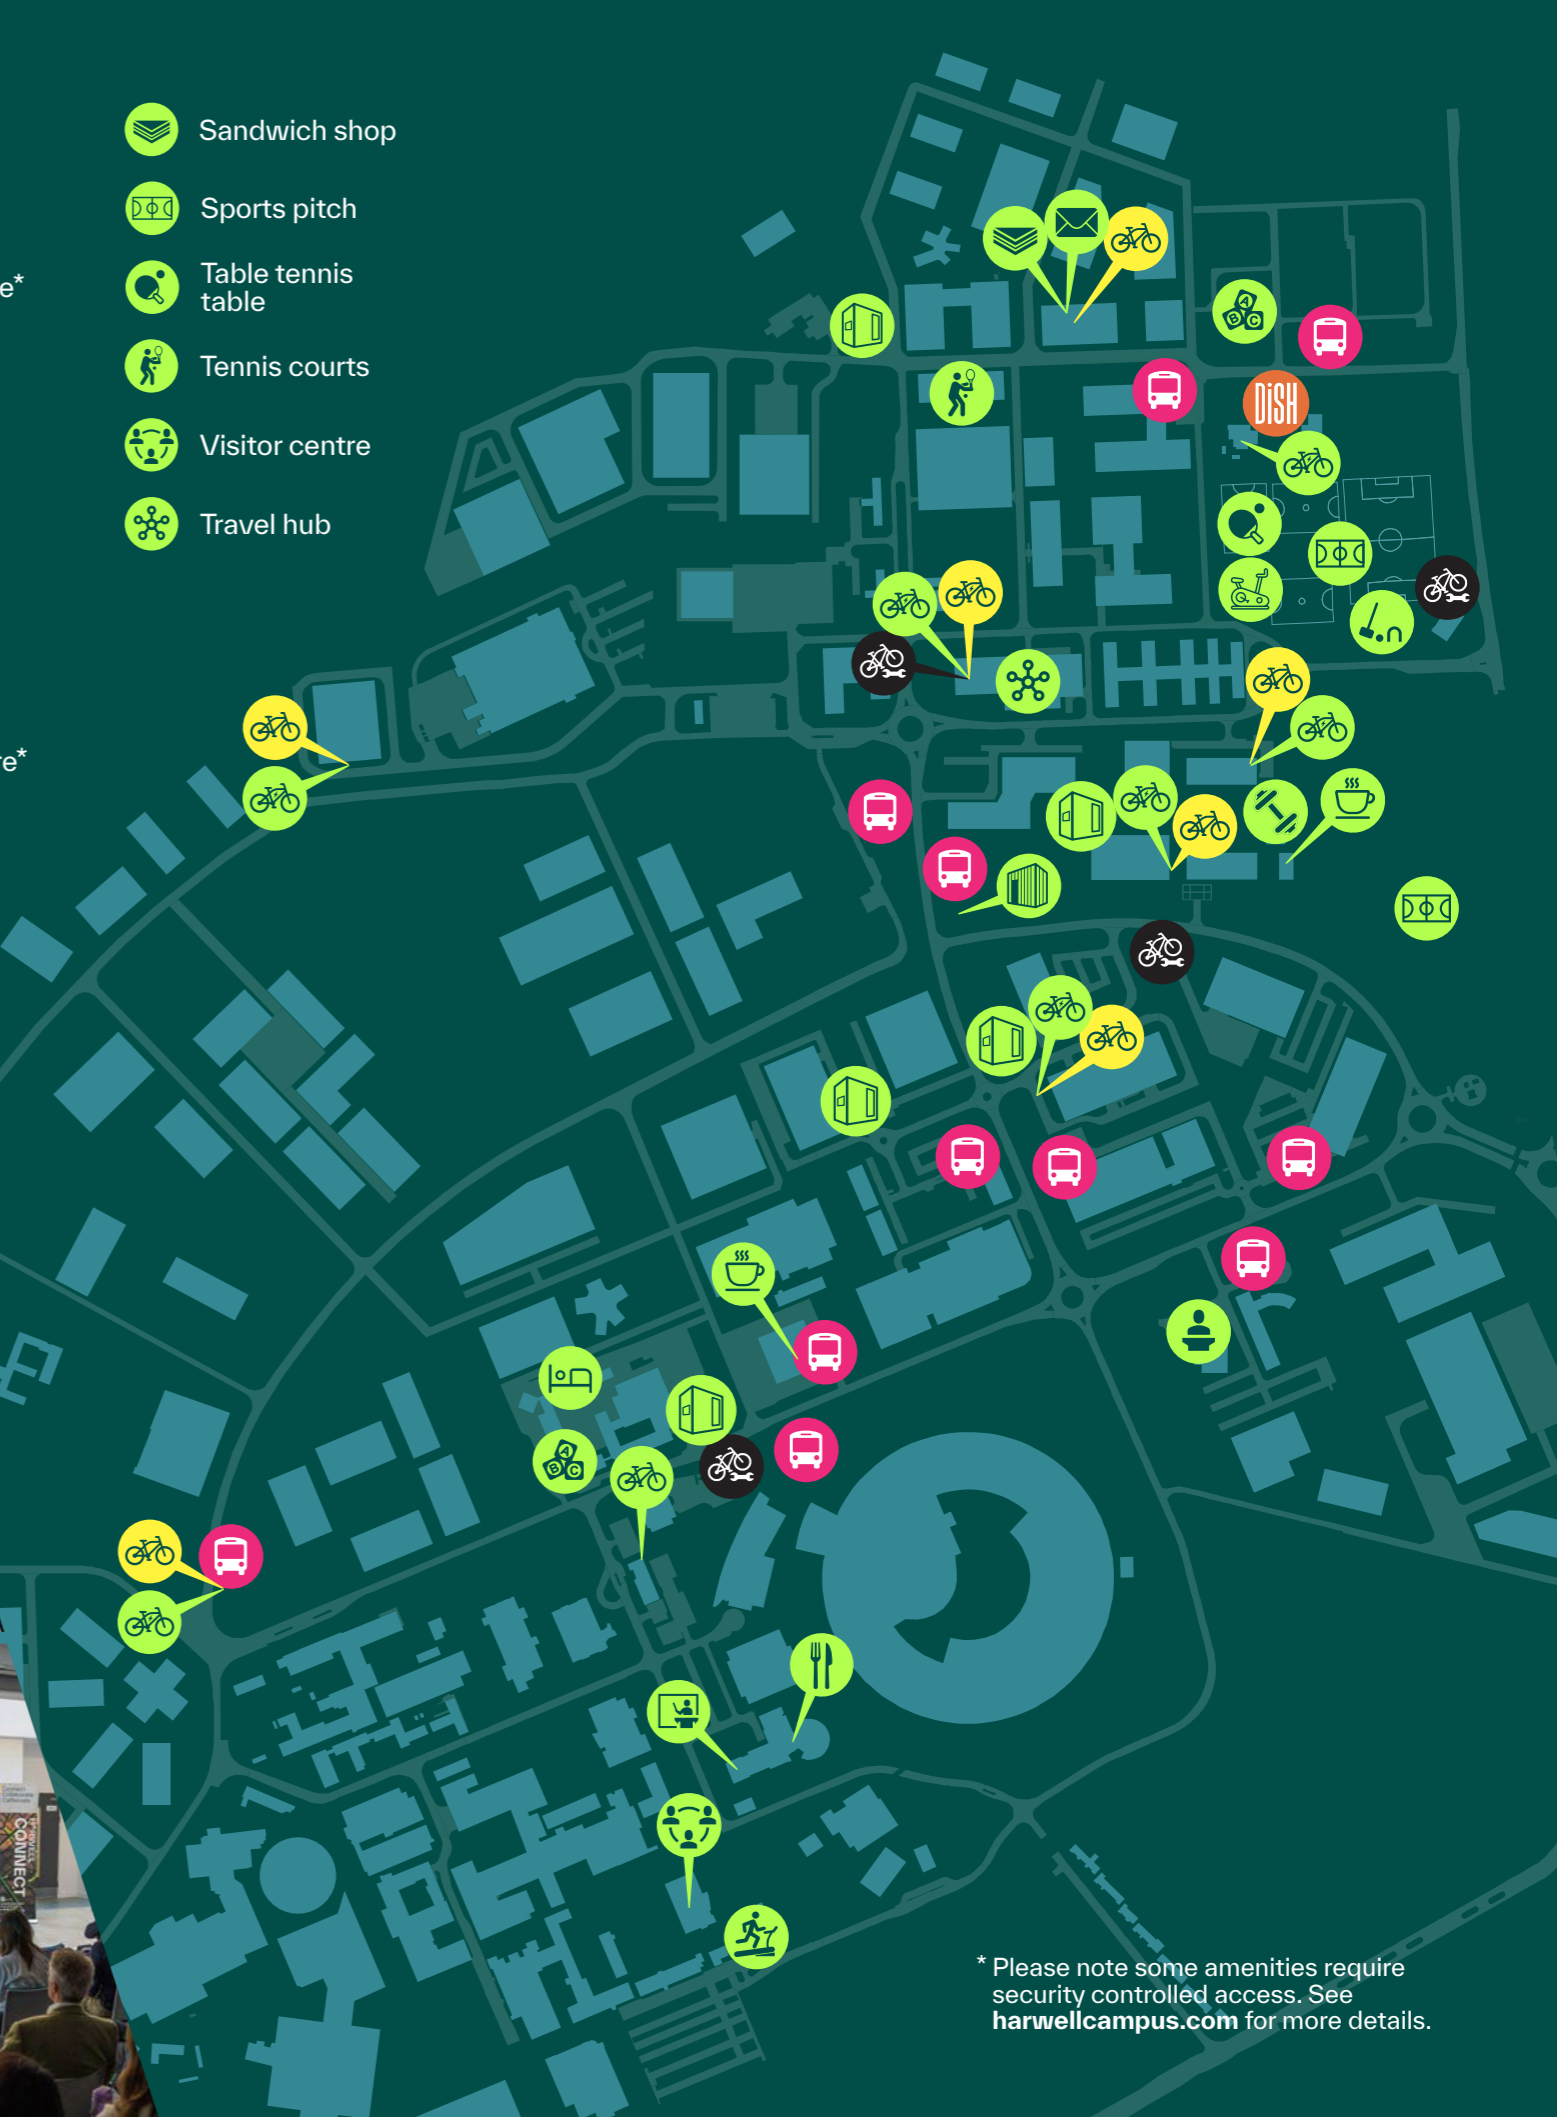 Sandwich shop
Sports pitch
e*
Table tennis
table
Tennis courts
Visitor centre
Travel hub
re*
DiSH
A
B C
A
B C
CONNECT
* Please note some amenities require
security controlled access. See
harwellcampus.com for more details.